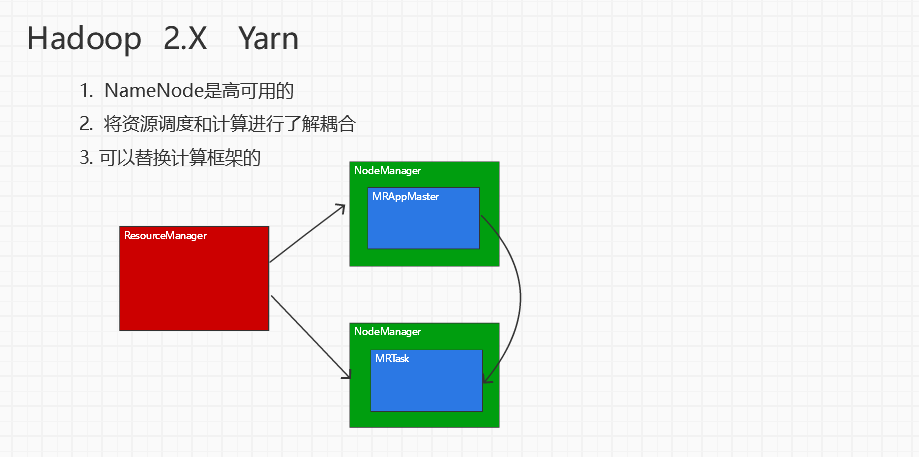 Hadoop 2.X Yarn
1. NameNode是高可用的
2. 将资源调度和计算进行了解耦合
3. 可以替换计算框架的
NodeManager
MRAppMaster
ResourceManager
NodeManager
MRTask